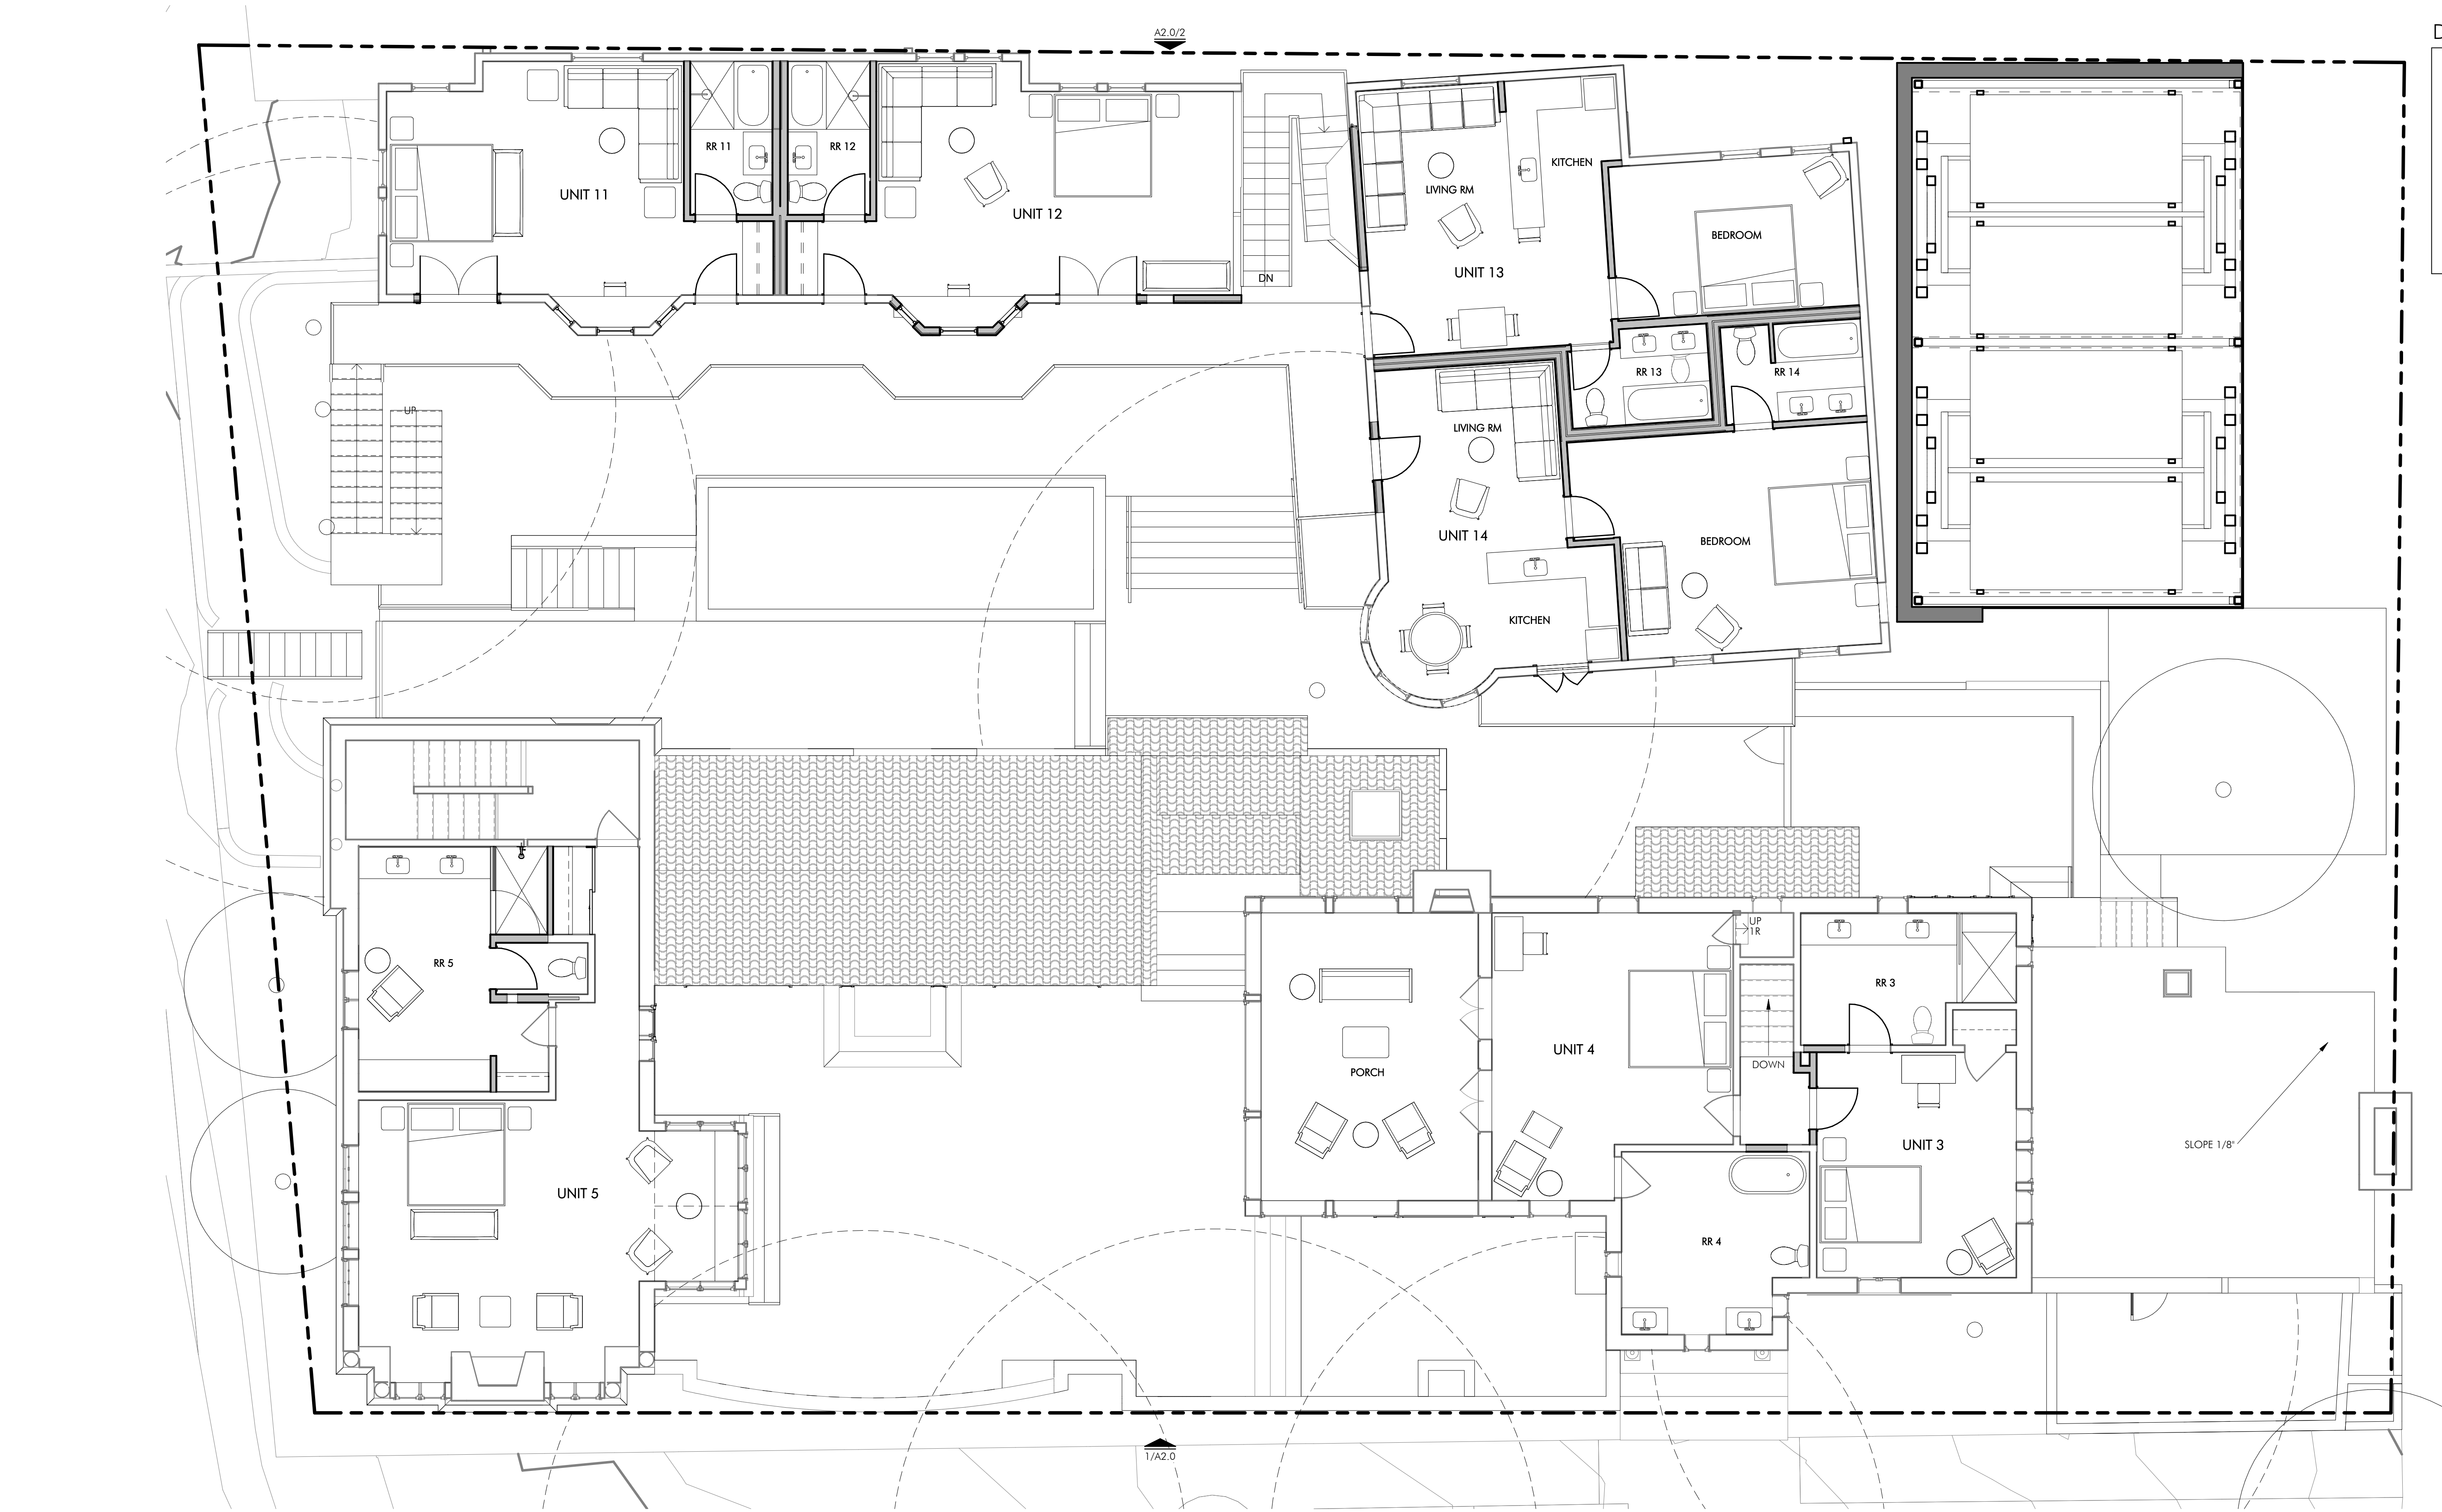 A2.0/2
D
RR 11
RR 12
UNIT 11
UNIT 12
KITCHEN
LIVING RM
BEDROOM
UNIT 13
DN
RR 13
RR 14
UP
LIVING RM
UNIT 14
BEDROOM
KITCHEN
UP
1R
RR 5
RR 3
UNIT 4
DOWN
PORCH
UNIT 3
SLOPE 1/8"
UNIT 5
RR 4
1/A2.0